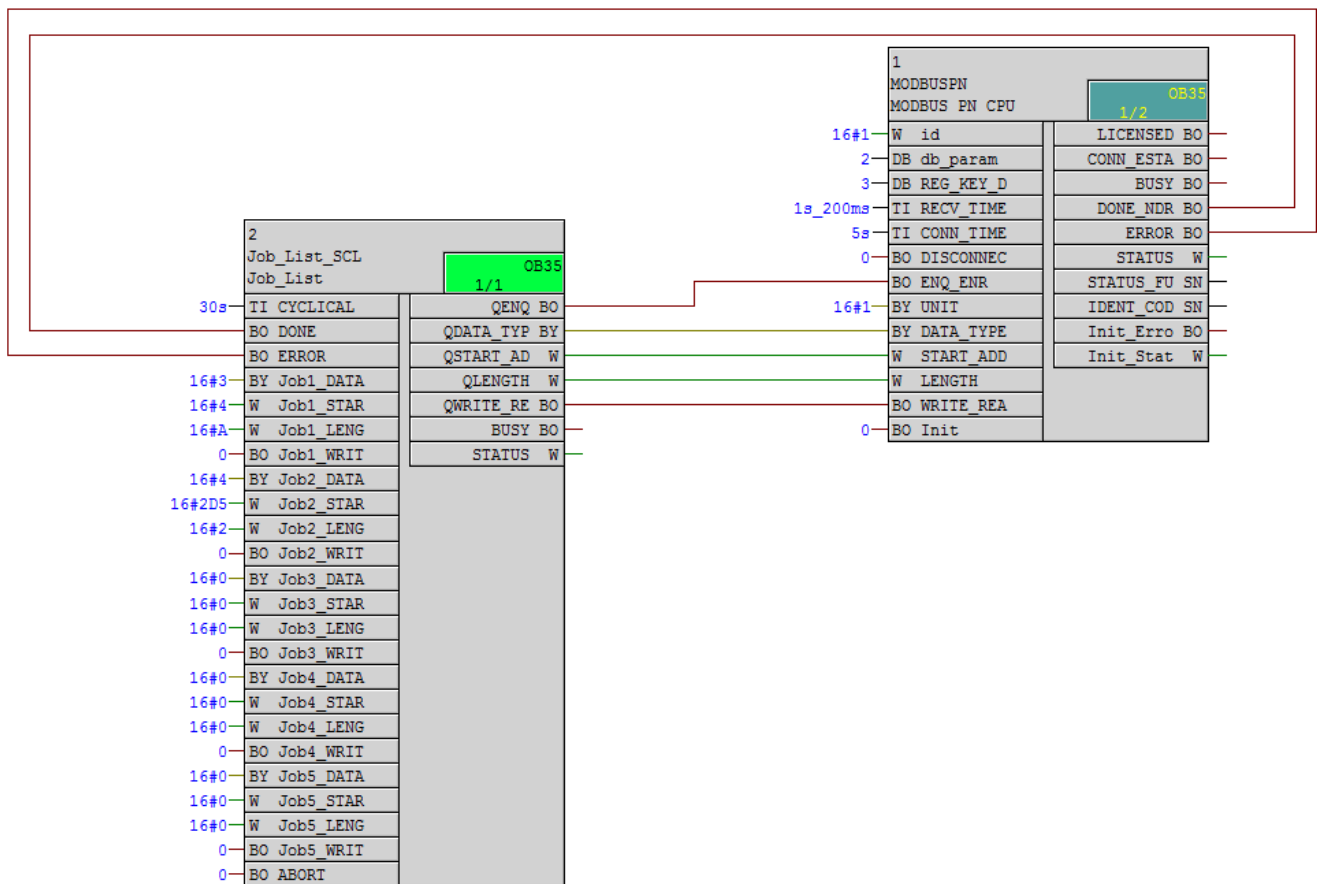 1
MODBUSPN
MODBUS PN CPU
OB35
1/2
16#1 W id LICENSED BO
2 DB db_param CONN_ESTA BO
3 DB REG_KEY_D BUSY BO
1s_200ms TI RECV_TIME DONE_NDR BO
5s TI CONN_TIME ERROR BO
0 BO DISCONNEC STATUS W
BO ENQ_ENR STATUS_FU SN
16#1 BY UNIT IDENT_COD SN
BY DATA_TYPE Init_Erro BO
W START_ADD Init_Stat W
W LENGTH
BO WRITE_REA
0 BO Init
2
Job_List_SCL
Job_List
OB35
1/1
30s TI CYCLICAL QENQ BO
BO DONE QDATA_TYP BY
BO ERROR QSTART_AD W
16#3 BY Job1_DATA QLENGTH W
16#4 W Job1_STAR QWRITE_RE BO
16#A W Job1_LENG BUSY BO
0 BO Job1_WRIT STATUS W
16#4 BY Job2_DATA
16#2D5 W Job2_STAR
16#2 W Job2_LENG
0 BO Job2_WRIT
16#0 BY Job3_DATA
16#0 W Job3_STAR
16#0 W Job3_LENG
0 BO Job3_WRIT
16#0 BY Job4_DATA
16#0 W Job4_STAR
16#0 W Job4_LENG
0 BO Job4_WRIT
16#0 BY Job5_DATA
16#0 W Job5_STAR
16#0 W Job5_LENG
0 BO Job5_WRIT
0 BO ABORT